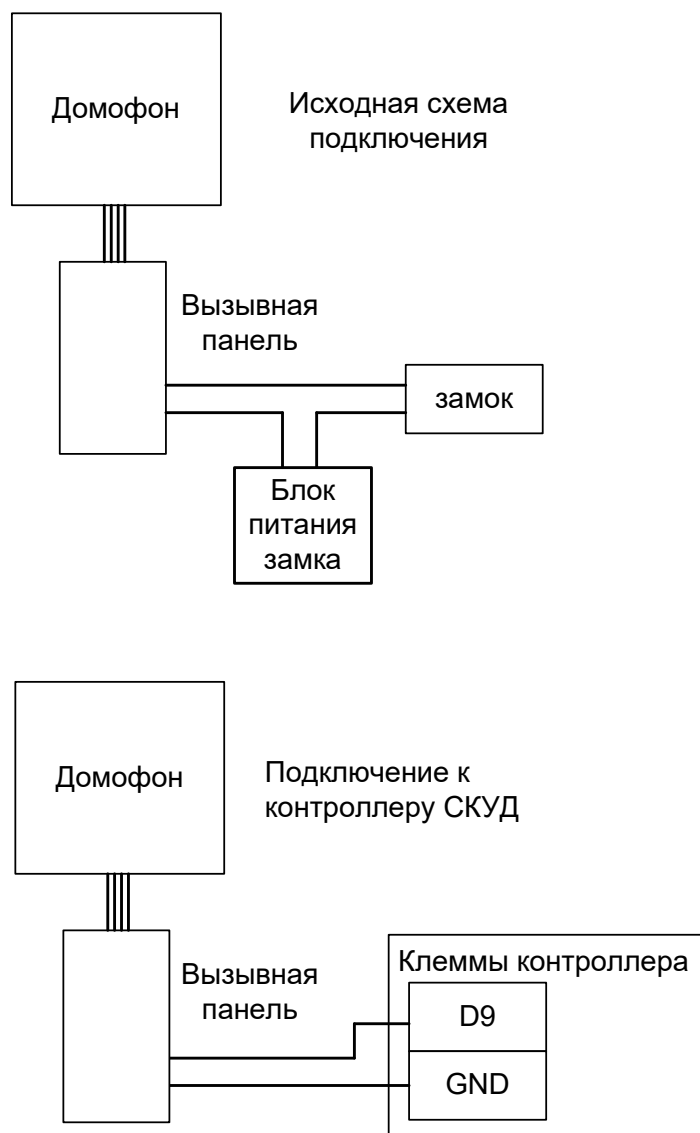 Домофон
Исходная схема
подключения
Вызывная
панель
замок
Блок
питания
замка
Домофон
Подключение к
контроллеру СКУД
Вызывная
панель
Клеммы контроллера
D9
GND